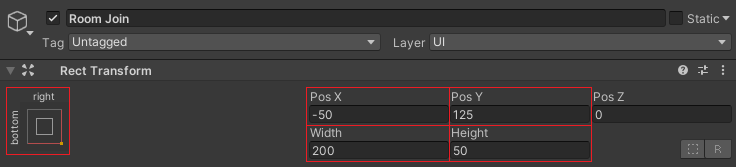 Room Join Static
Tag Untagged Layer UI
Rect Transform
right Pos X Pos Y Pos Z
bottom -50 125 0
Width Height
200 50 R